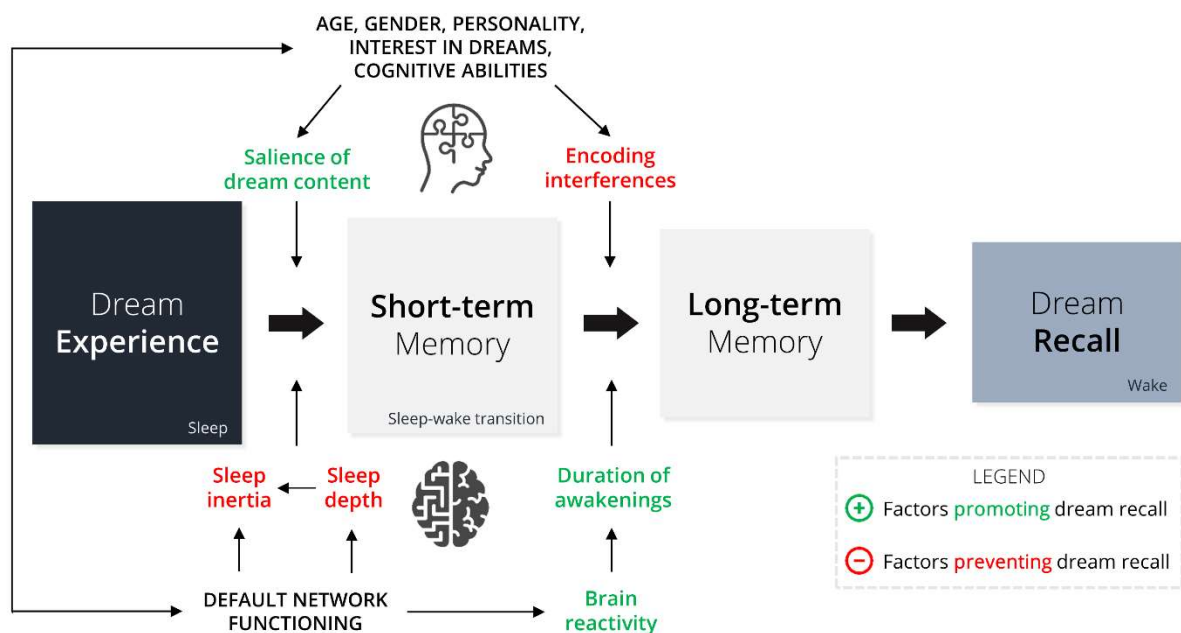 AGE, GENDER, PERSONALITY,
INTEREST IN DREAMS,
COGNITIVE ABILITIES
Salience of
dream content
Encoding
interferences
Dream
Experience
Sleep
Short-term
Memory
Sleep-wake transition
Long-term
Memory
Dream
Recall
Wake
Sleep
inertia
Sleep
depth
Duration of
awakenings
DEFAULT NETWORK
FUNCTIONING
Brain
reactivity
LEGEND
+ Factors promoting dream recall
− Factors preventing dream recall